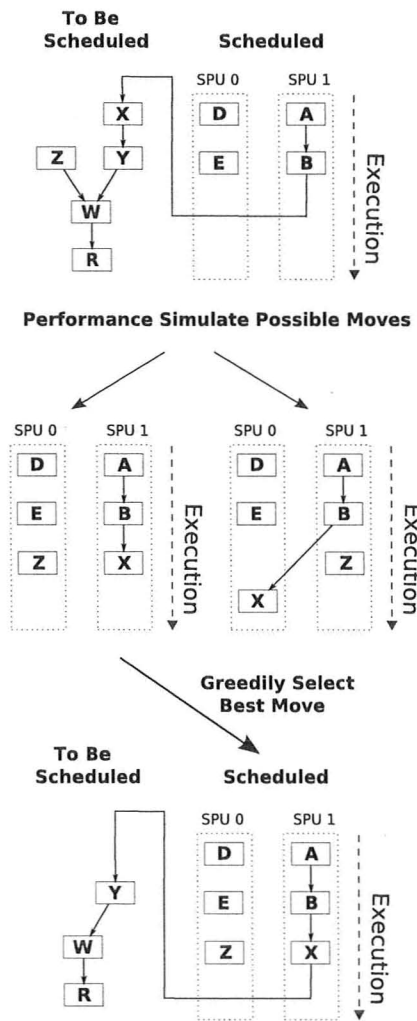 To Be
Scheduled
Scheduled
SPU 0 SPU 1
X D A
Z Y E B
W
R
Execution
Performance Simulate Possible Moves
SPU 0 SPU 1 SPU 0 SPU 1
D A D A
E B E B
Z X Z
X
Execution
Execution
Greedily Select
Best Move
To Be
Scheduled
Scheduled
SPU 0 SPU 1
D A
Y E B
W Z X
R
Execution